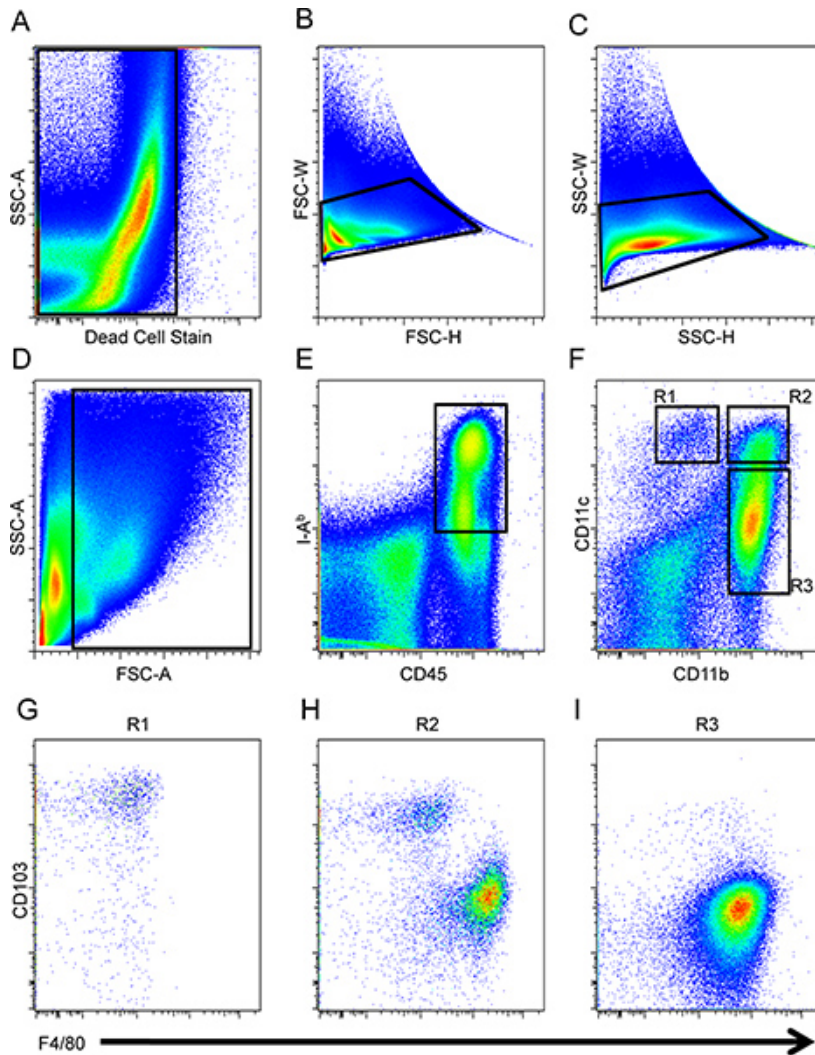 A
B
C
SSC-A
FSC-W
SSC-W
Dead Cell Stain
FSC-H
SSC-H
D
E
F
R1
R2
R3
SSC-A
I-Aᵇ
CD11c
FSC-A
CD45
CD11b
G
R1
H
R2
I
R3
CD103
F4/80